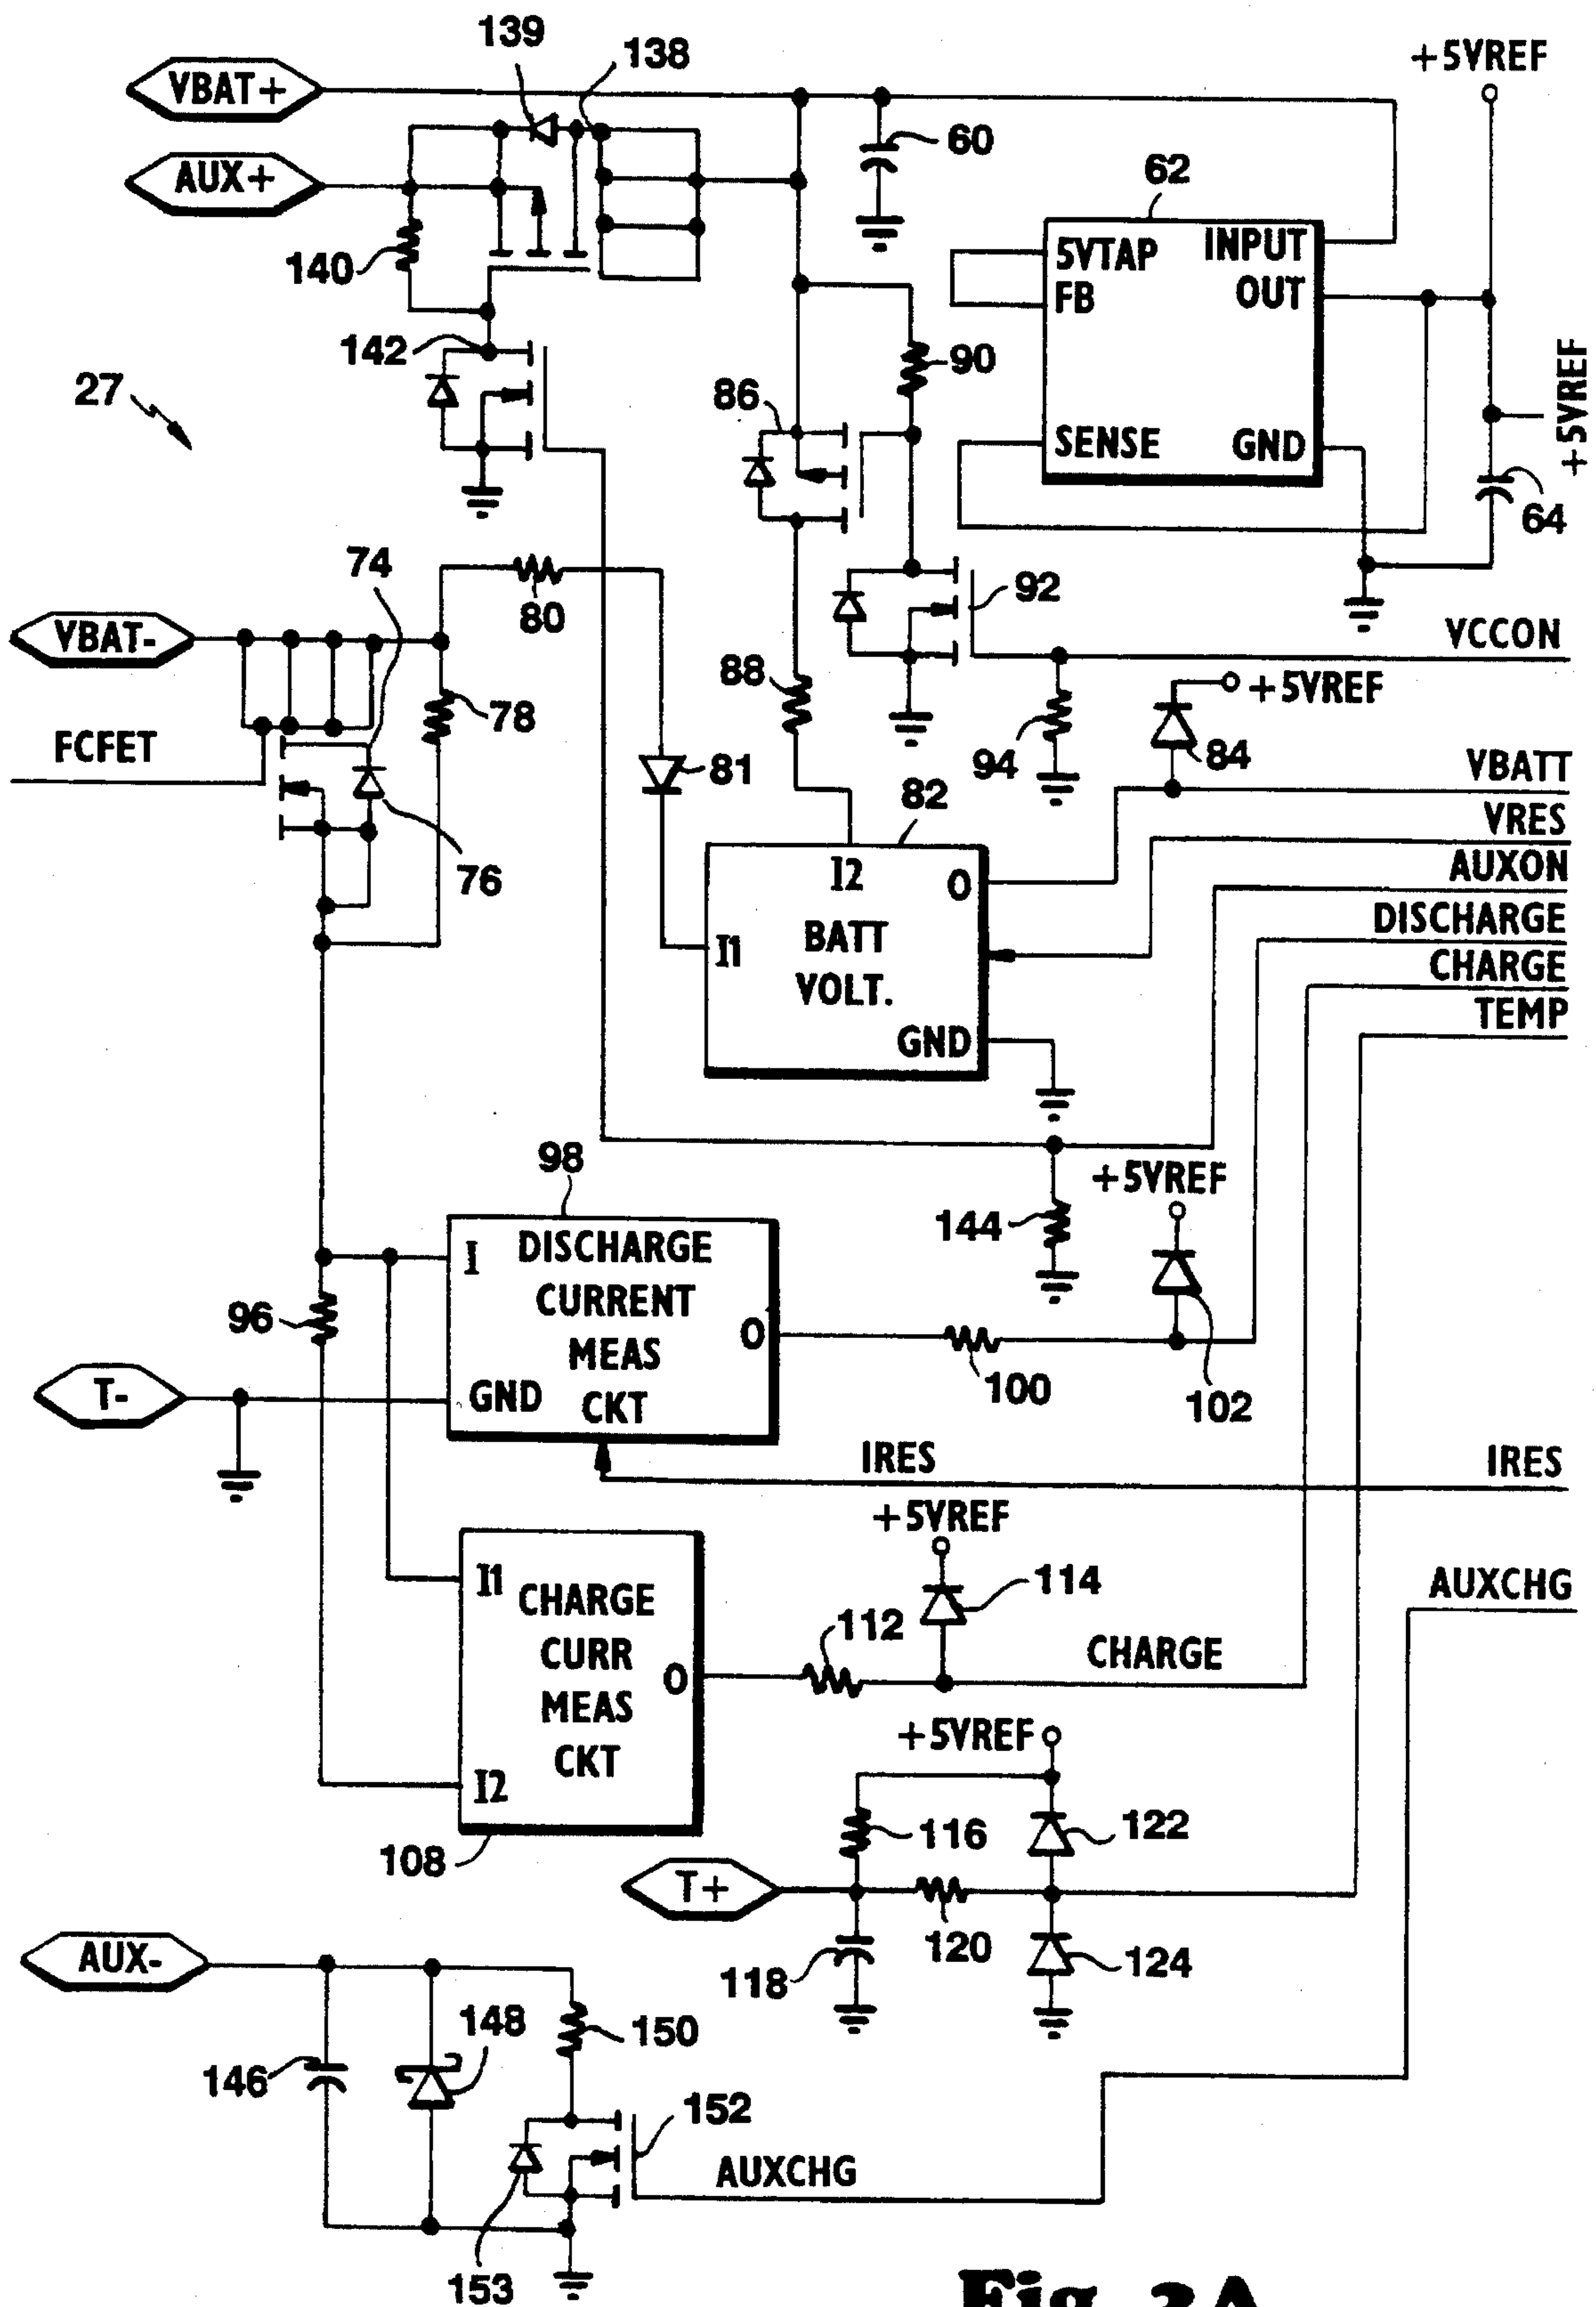 139
138
VBAT+
+5VREF
60
AUX+
62
140
5VTAP
INPUT
FB
OUT
142
90
27
86
+5VREF
SENSE
GND
64
74
80
92
VBAT-
VCCON
88
+5VREF
78
FCFET
94
84
81
VBATT
82
VRES
76
I2
O
AUXON
BATT
DISCHARGE
I1
VOLT.
CHARGE
TEMP
GND
98
+5VREF
144
I
DISCHARGE
CURRENT
96
MEAS
O
T-
GND
CKT
100
102
IRES
IRES
+5VREF
I1
114
AUXCHG
CHARGE
112
CURR
CHARGE
O
MEAS
+5VREF
CKT
I2
116
122
108
T+
120
AUX-
118
124
148
150
146
152
AUXCHG
153
Fig. 3A